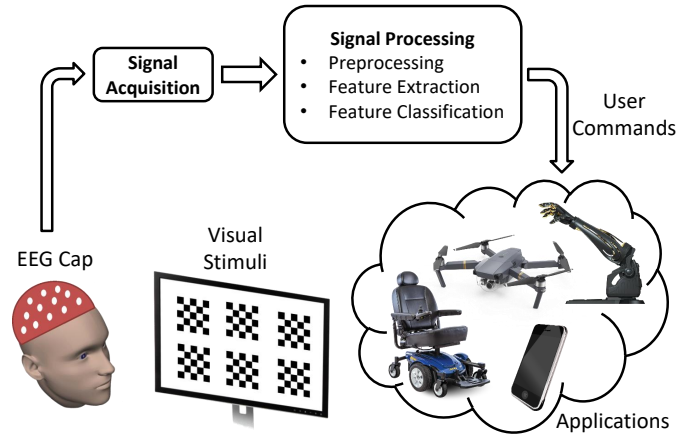 Signal
Acquisition
Signal Processing
• Preprocessing
• Feature Extraction
• Feature Classification
User
Commands
EEG Cap
Visual
Stimuli
Applications